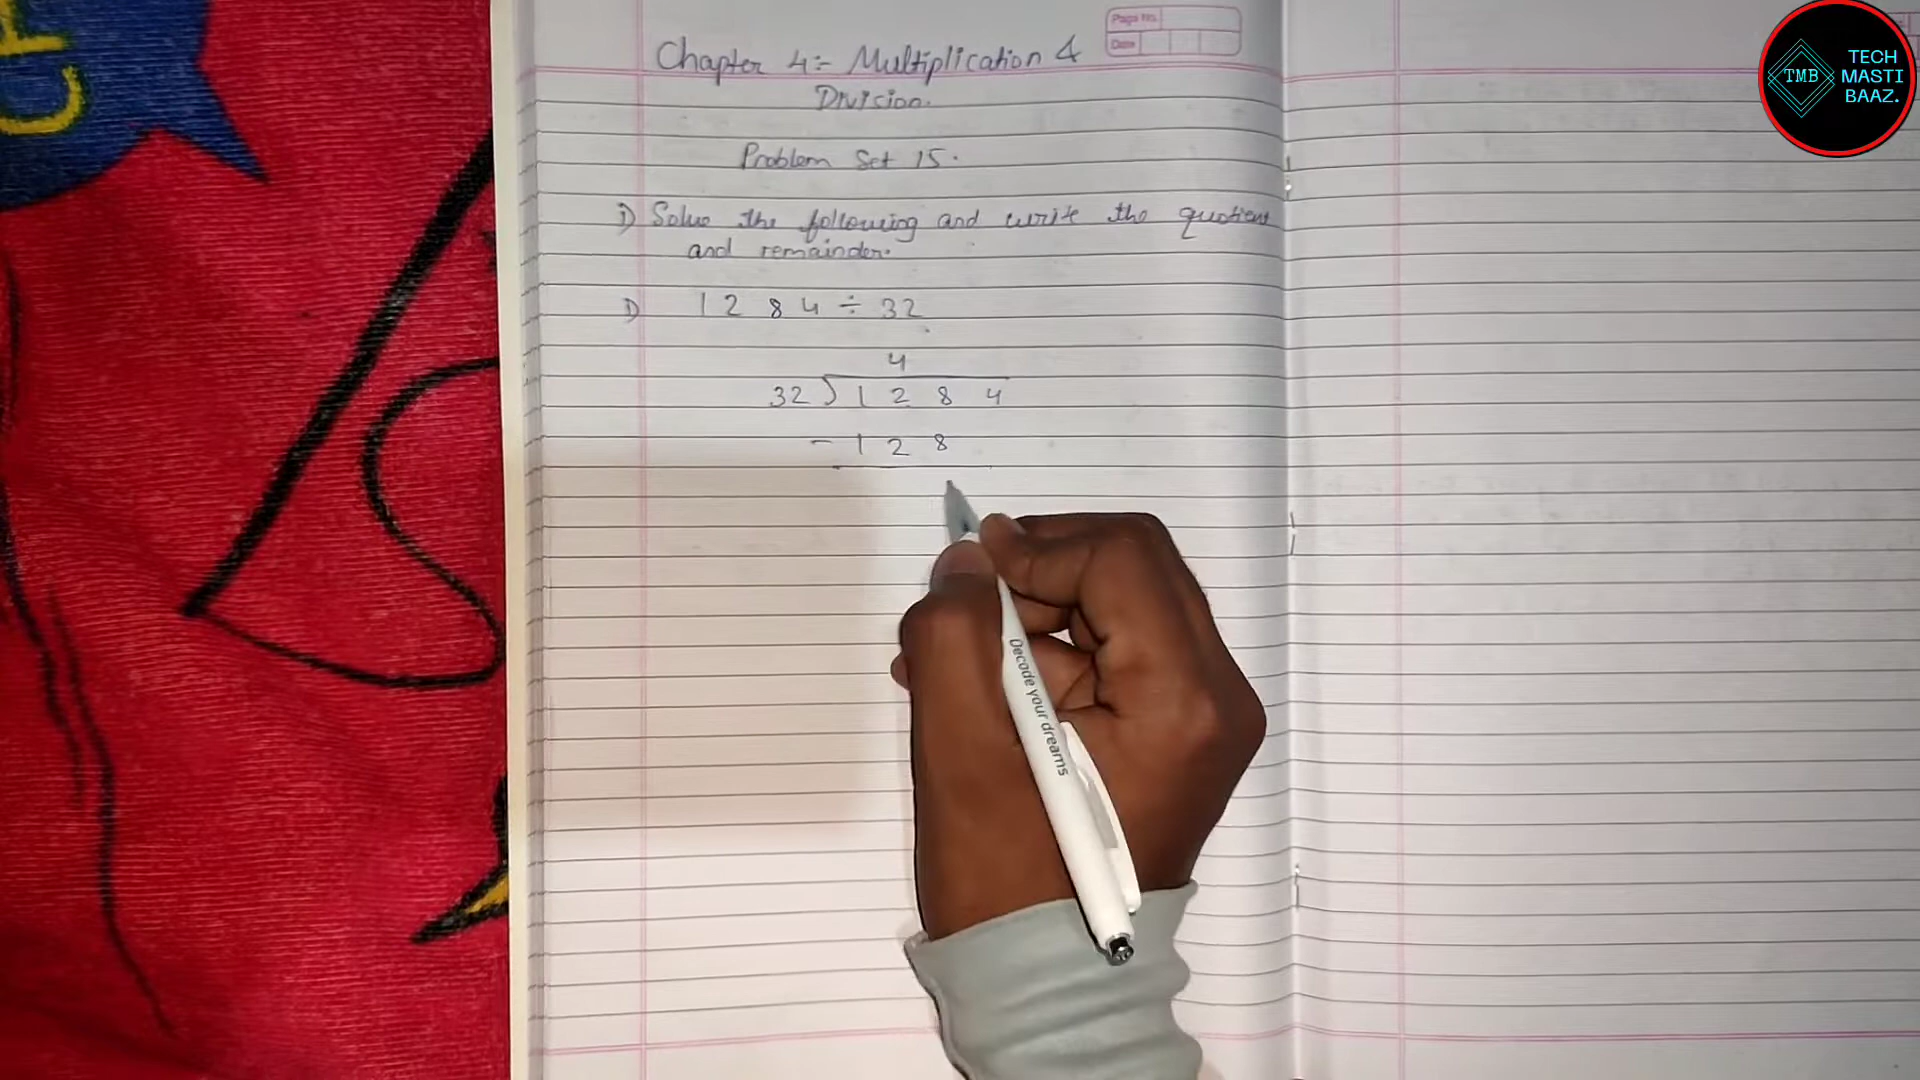 Page No.
Date
Chapter 4:- Multiplication &
Division.
Problem Set 15.
1) Solve the following and write the quotient
and remainder.
1) 1 2 8 4 ÷ 32
4
32 ) 1 2 8 4
- 1 2 8
Decode your dreams
TMB
TECH
MASTI
BAAZ.